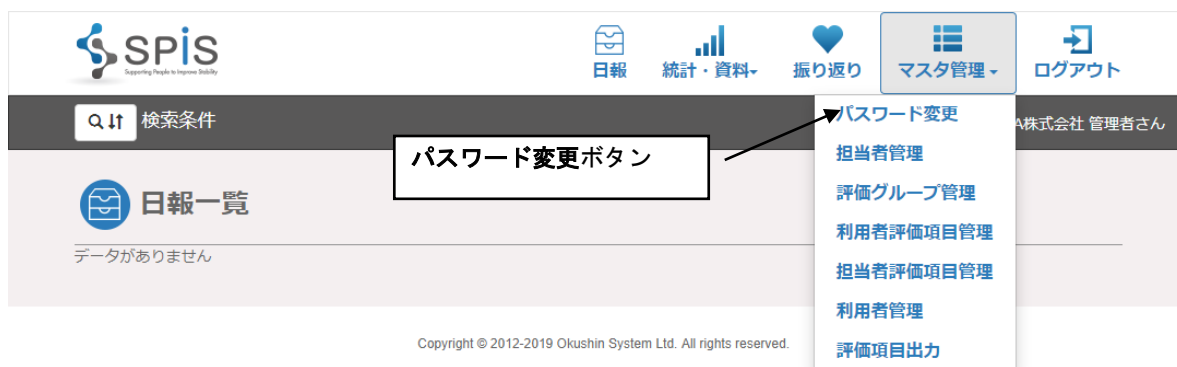 SPiS
Supporting People to Improve Stability
日報
統計・資料
振り返り
マスタ管理
ログアウト
検索条件
A株式会社 管理者さん
パスワード変更
担当者管理
評価グループ管理
利用者評価項目管理
担当者評価項目管理
利用者管理
評価項目出力
パスワード変更ボタン
日報一覧
データがありません
Copyright © 2012-2019 Okushin System Ltd. All rights reserved.